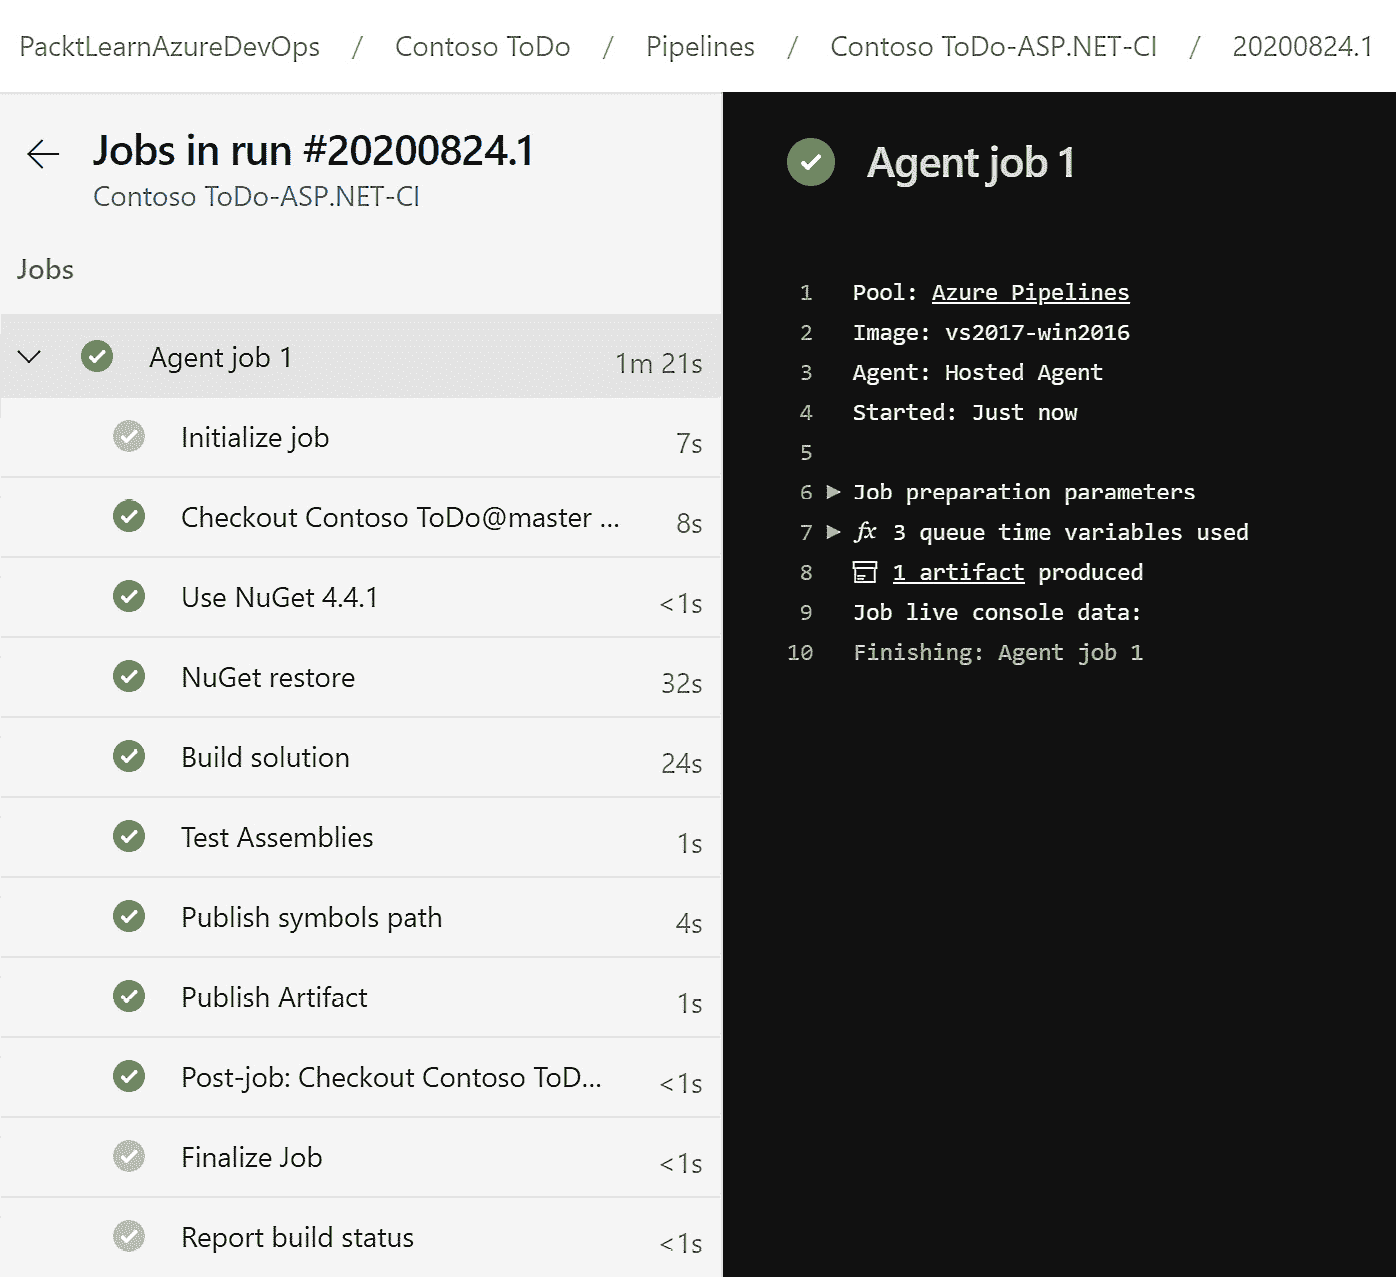 PacktLearnAzureDevOps / Contoso ToDo / Pipelines / Contoso ToDo-ASP.NET-CI / 20200824.1
Jobs in run #20200824.1
Contoso ToDo-ASP.NET-CI
Jobs
Agent job 1 1m 21s
Initialize job 7s
Checkout Contoso ToDo@master ... 8s
Use NuGet 4.4.1 <1s
NuGet restore 32s
Build solution 24s
Test Assemblies 1s
Publish symbols path 4s
Publish Artifact 1s
Post-job: Checkout Contoso ToD... <1s
Finalize Job <1s
Report build status <1s
Agent job 1
1 Pool: Azure Pipelines
2 Image: vs2017-win2016
3 Agent: Hosted Agent
4 Started: Just now
5
6 Job preparation parameters
7 fx 3 queue time variables used
8 1 artifact produced
9 Job live console data:
10 Finishing: Agent job 1